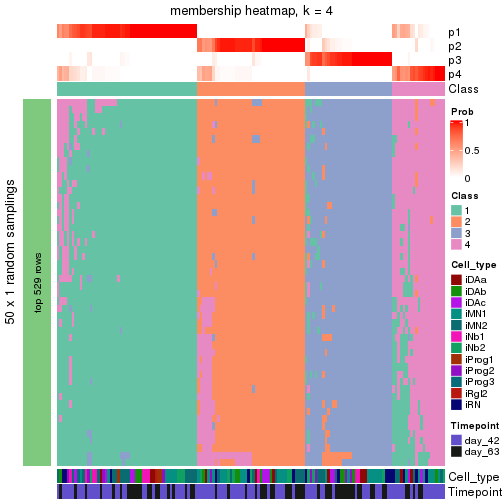 membership heatmap, k = 4
p1
p2
p3
p4
Class
50 x 1 random samplings
top 529 rows
Prob
1
0.5
0
Class
1
2
3
4
Cell_type
iDAa
iDAb
iDAc
iMN1
iMN2
iNb1
iNb2
iProg1
iProg2
iProg3
iRgl2
iRN
Timepoint
day_42
day_63
Cell_type
Timepoint